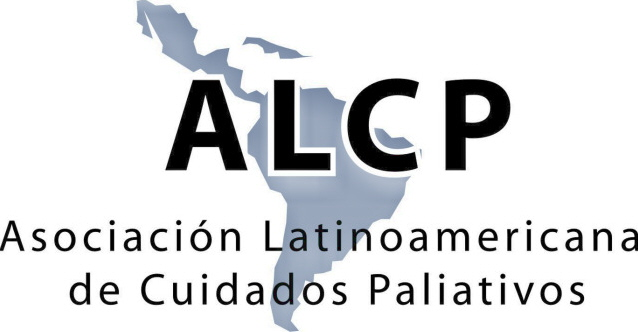 ALCP
Asociación Latinoamericana
de Cuidados Paliativos